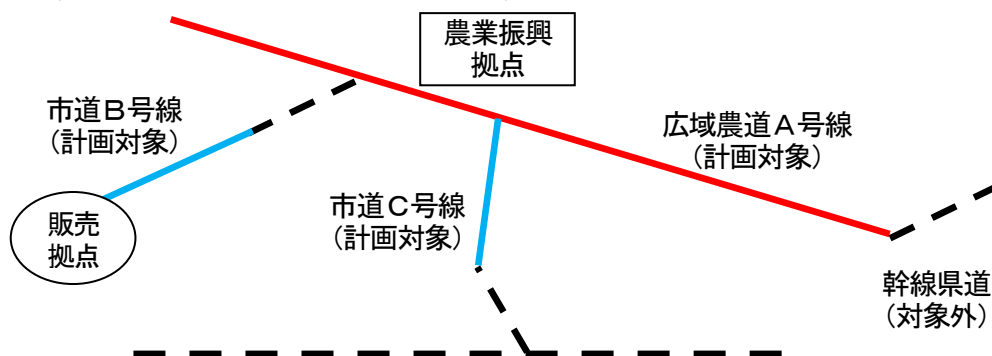 農業振興
拠点
市道B号線
(計画対象)
広域農道A号線
(計画対象)
市道C号線
(計画対象)
販売
拠点
幹線県道
(対象外)